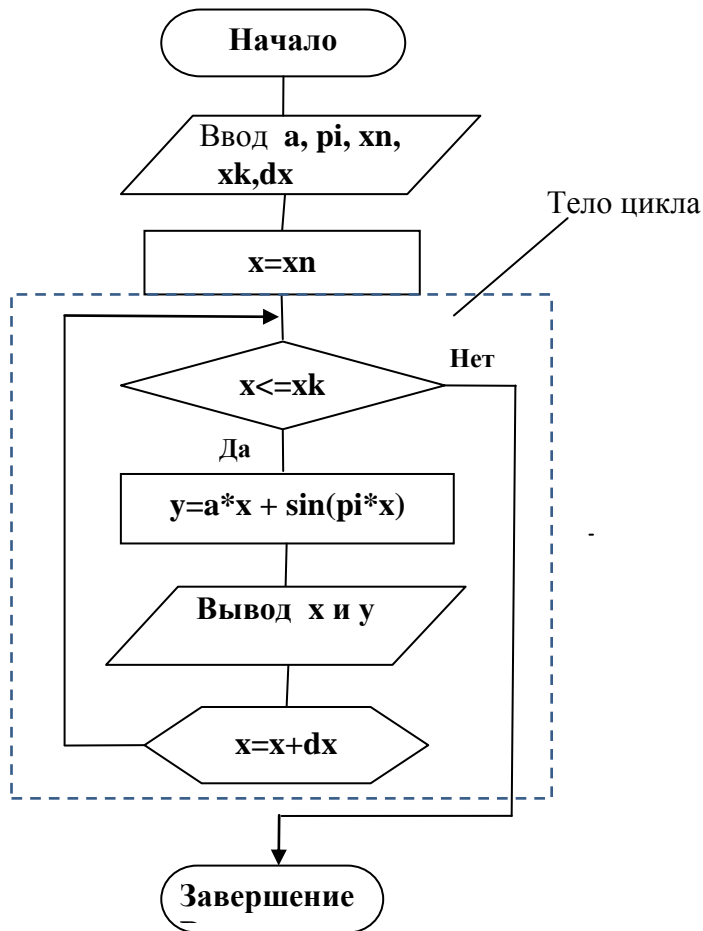 Начало
Ввод a, pi, xn,
xk,dx
Тело цикла
x=xn
Нет
x<=xk
Да
y=a*x + sin(pi*x)
-
Вывод x и y
x=x+dx
Завершение